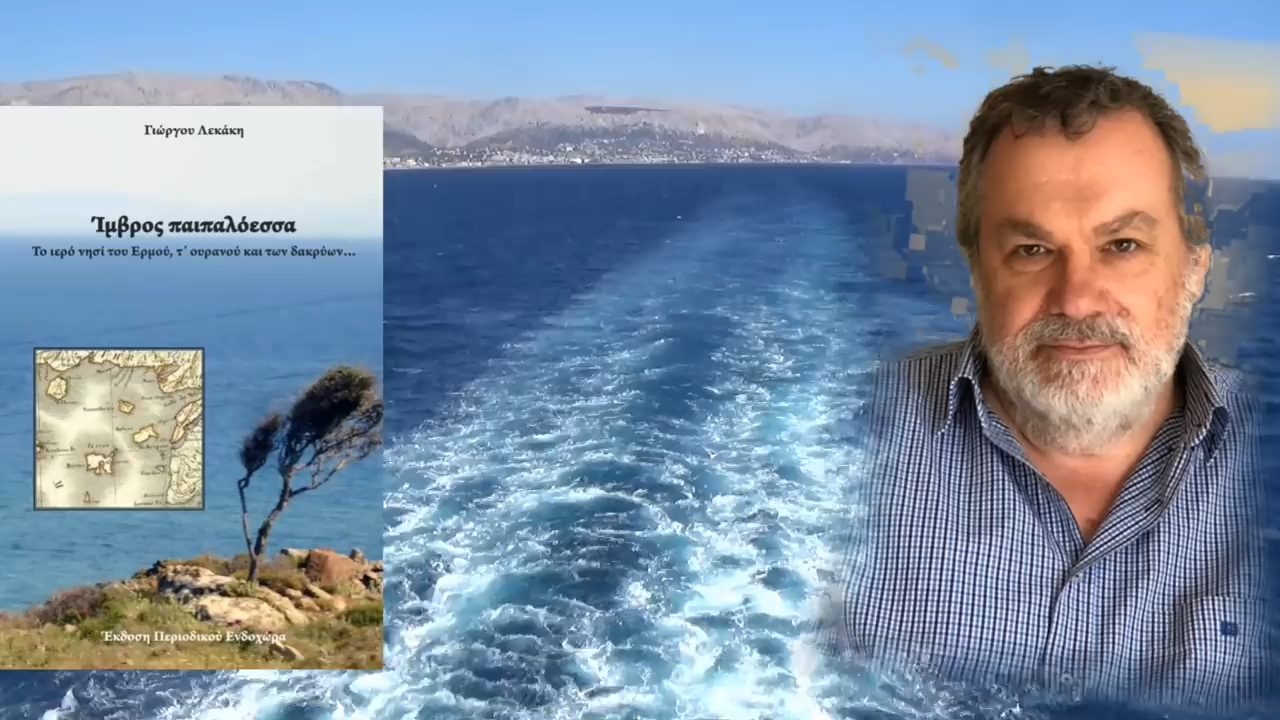 Γιώργου Λεκάκη
Ίμβρος παιπαλόεσσα
Το ιερό νησί του Ερμού, τ' ουρανού και των δακρύων...
Έκδοση Περιοδικού Ενδοχώρα